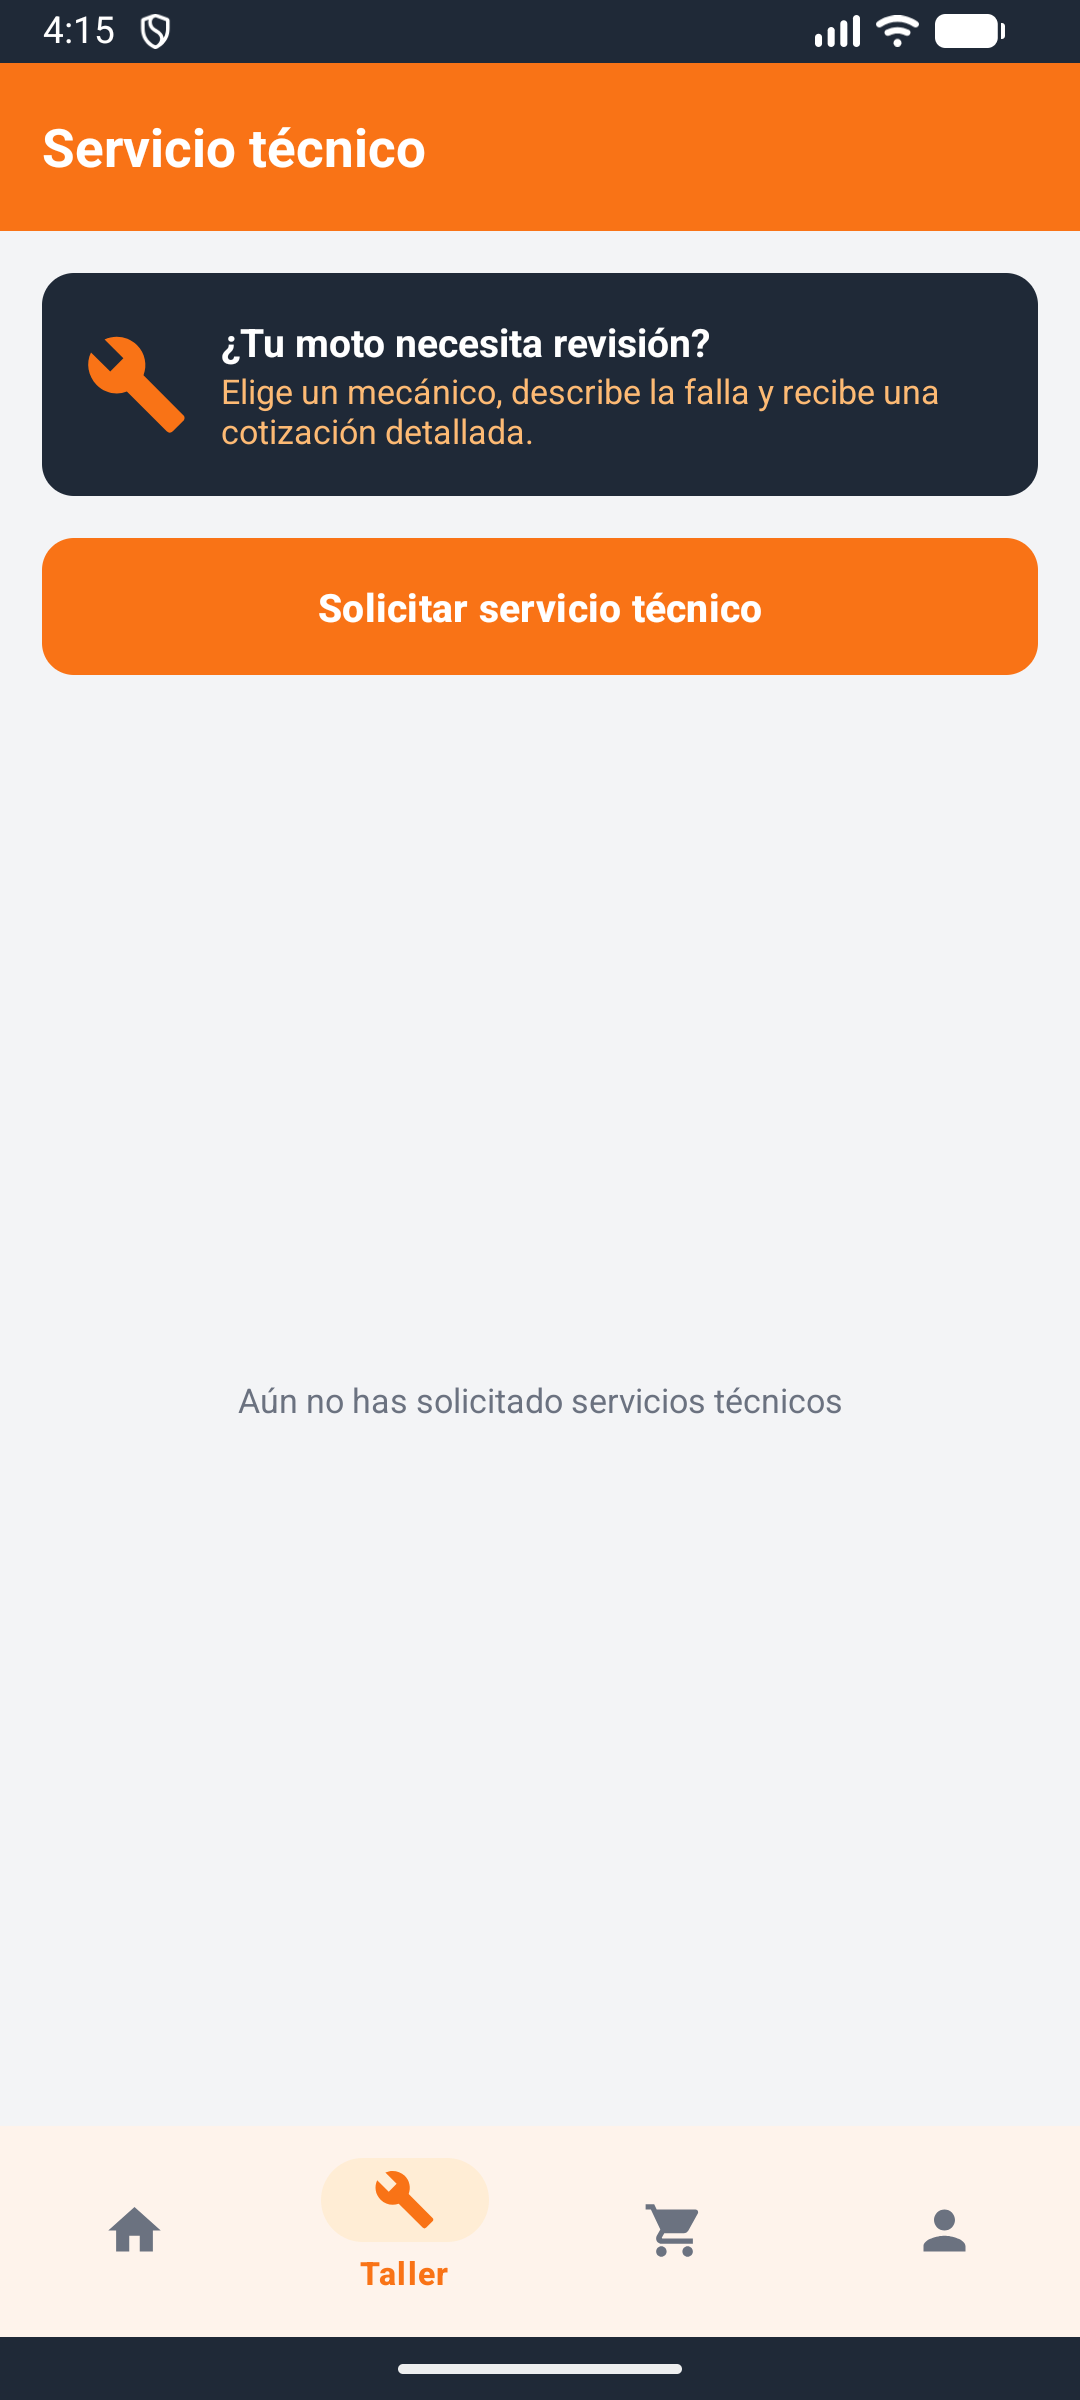 4:15
Servicio técnico
¿Tu moto necesita revisión?
Elige un mecánico, describe la falla y recibe una
cotización detallada.
Solicitar servicio técnico
Aún no has solicitado servicios técnicos
Taller